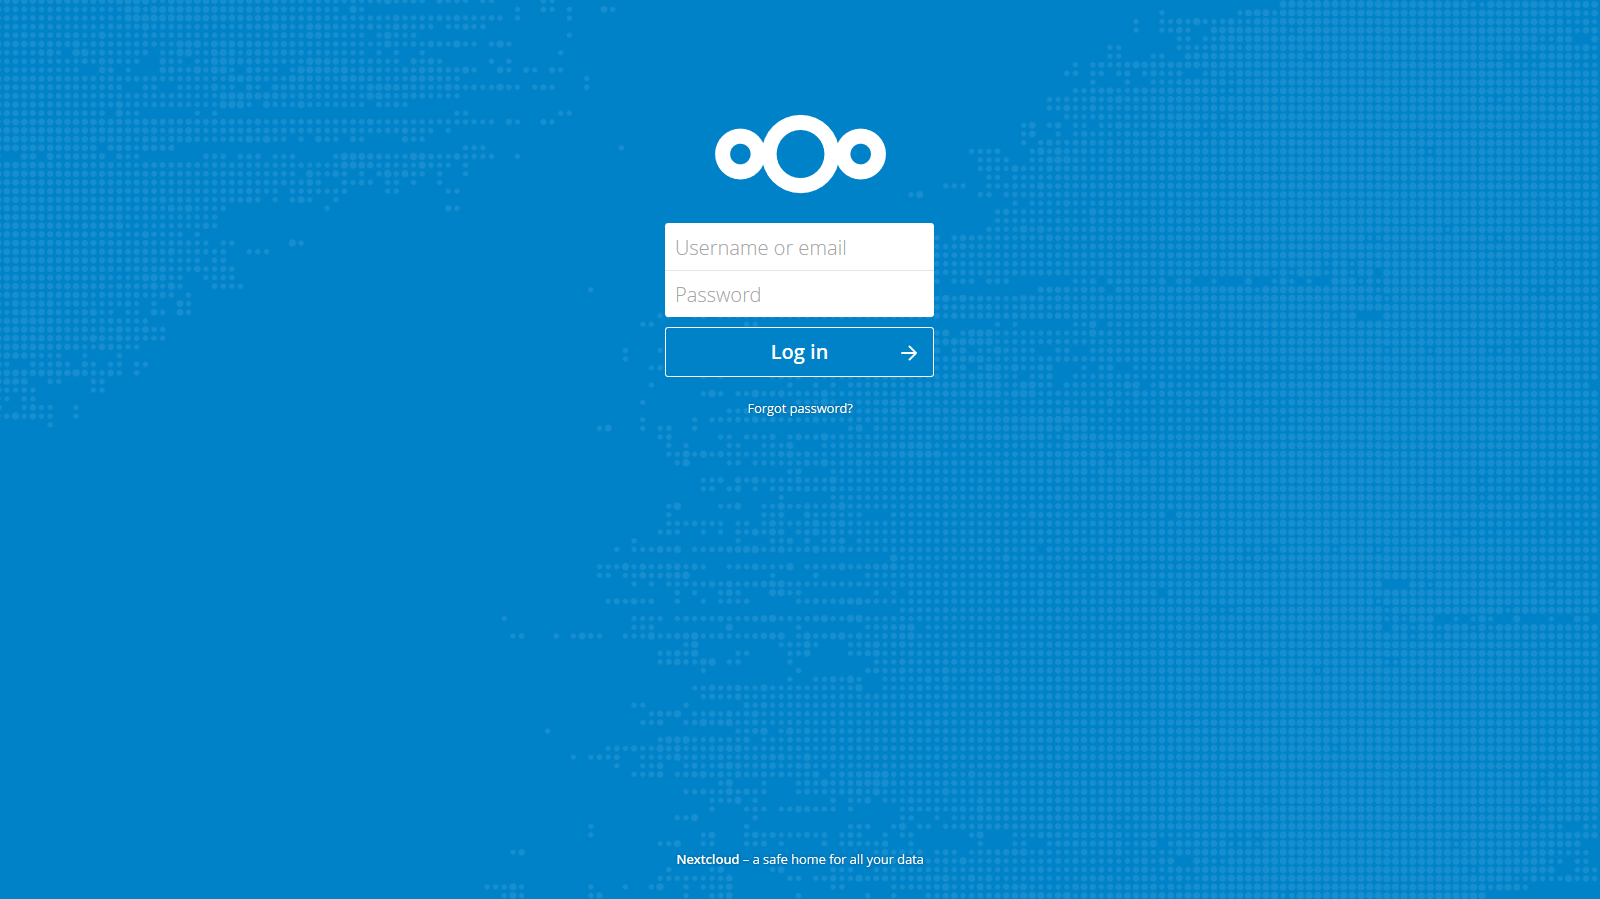 Username or email
Password
Log in
Forgot password?
Nextcloud – a safe home for all your data